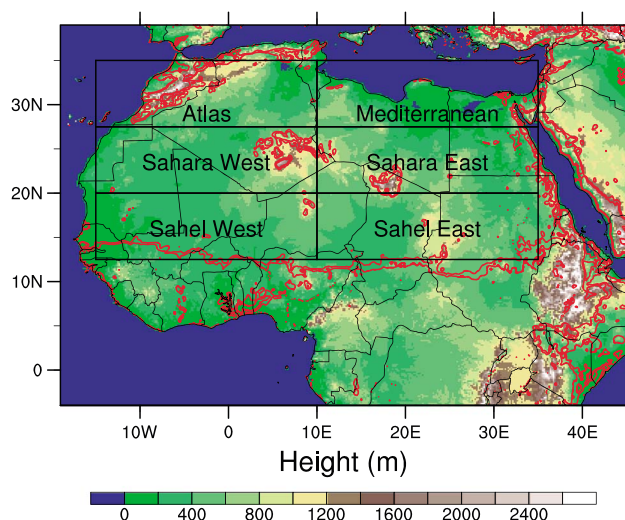 30N
20N
10N
0
Atlas
Mediterranean
Sahara West
Sahara East
Sahel West
Sahel East
10W 0 10E 20E 30E 40E
Height (m)
0 400 800 1200 1600 2000 2400